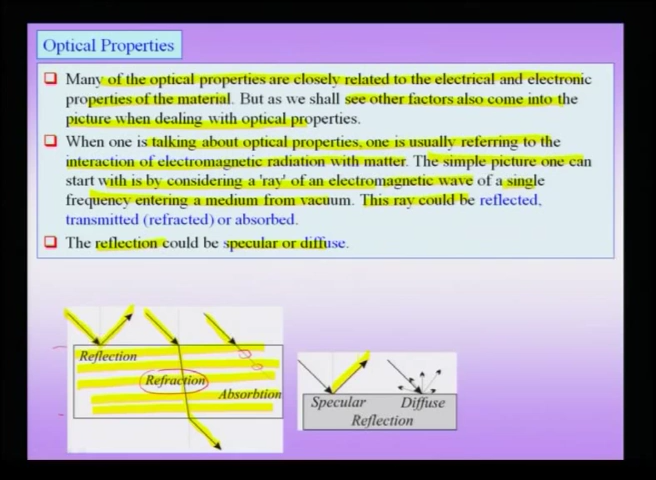 Optical Properties
Many of the optical properties are closely related to the electrical and electronic
properties of the material. But as we shall see other factors also come into the
picture when dealing with optical properties.
When one is talking about optical properties, one is usually referring to the
interaction of electromagnetic radiation with matter. The simple picture one can
start with is by considering a 'ray' of an electromagnetic wave of a single
frequency entering a medium from vacuum. This ray could be reflected,
transmitted (refracted) or absorbed.
The reflection could be specular or diffuse.
Reflection
Refraction
Absorbtion
Specular Diffuse
Reflection